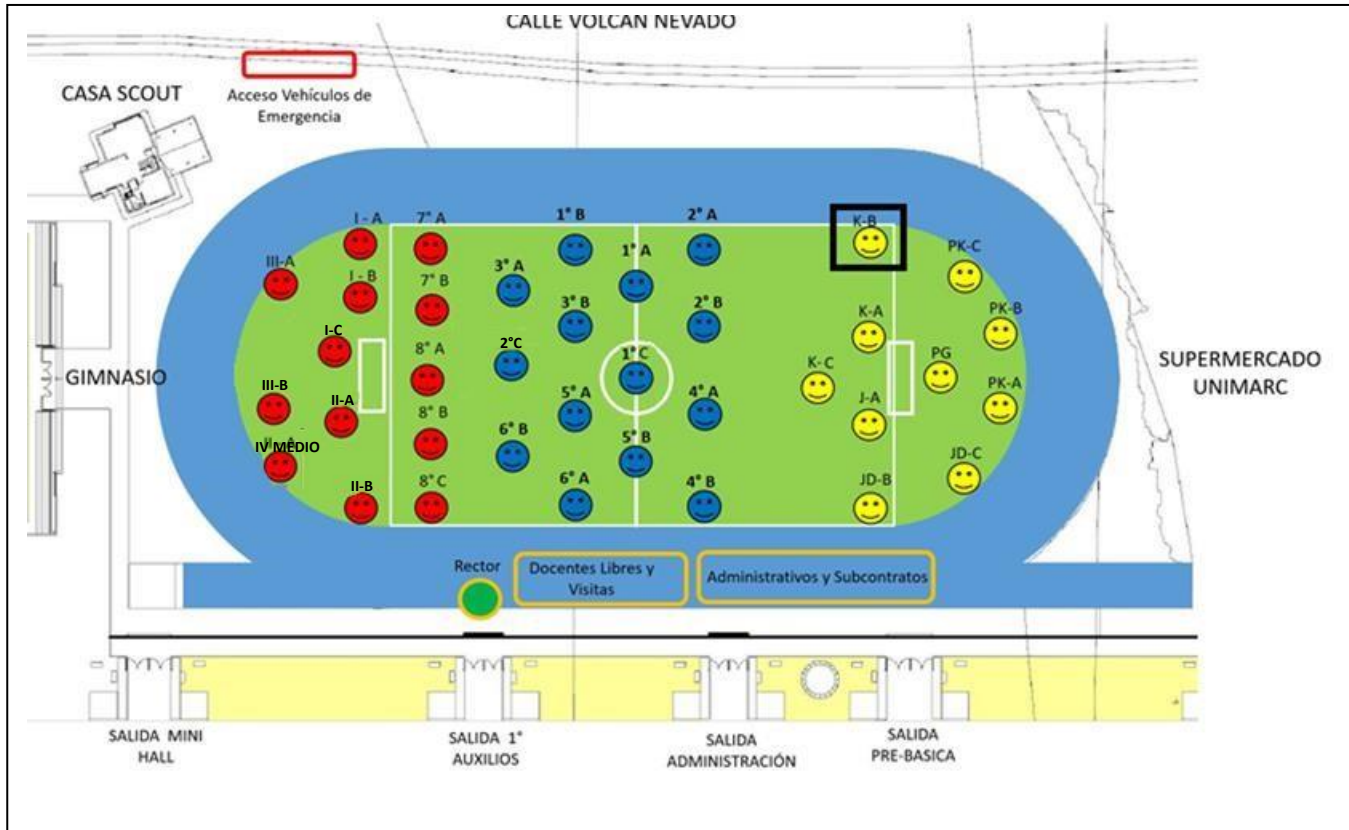 CALLE VOLCAN NEVADO
CASA SCOUT
Acceso Vehículos de
Emergencia
I - A
7° A
1° B
2° A
K-B
PK-C
III-A
I - B
3° A
1° A
7° B
3° B
2° B
K-A
PK-B
I-C
2°C
8° A
1° C
K- C
PG
SUPERMERCADO
UNIMARC
GIMNASIO
III-B
II-A
5° A
4° A
J-A
PK-A
8° B
6° B
5° B
IV MEDIO
JD-C
II-B
8° C
6° A
4° B
JD-B
Rector
Docentes Libres y
Visitas
Administrativos y Subcontratos
SALIDA MINI
HALL
SALIDA 1°
AUXILIOS
SALIDA
ADMINISTRACIÓN
SALIDA
PRE-BASICA